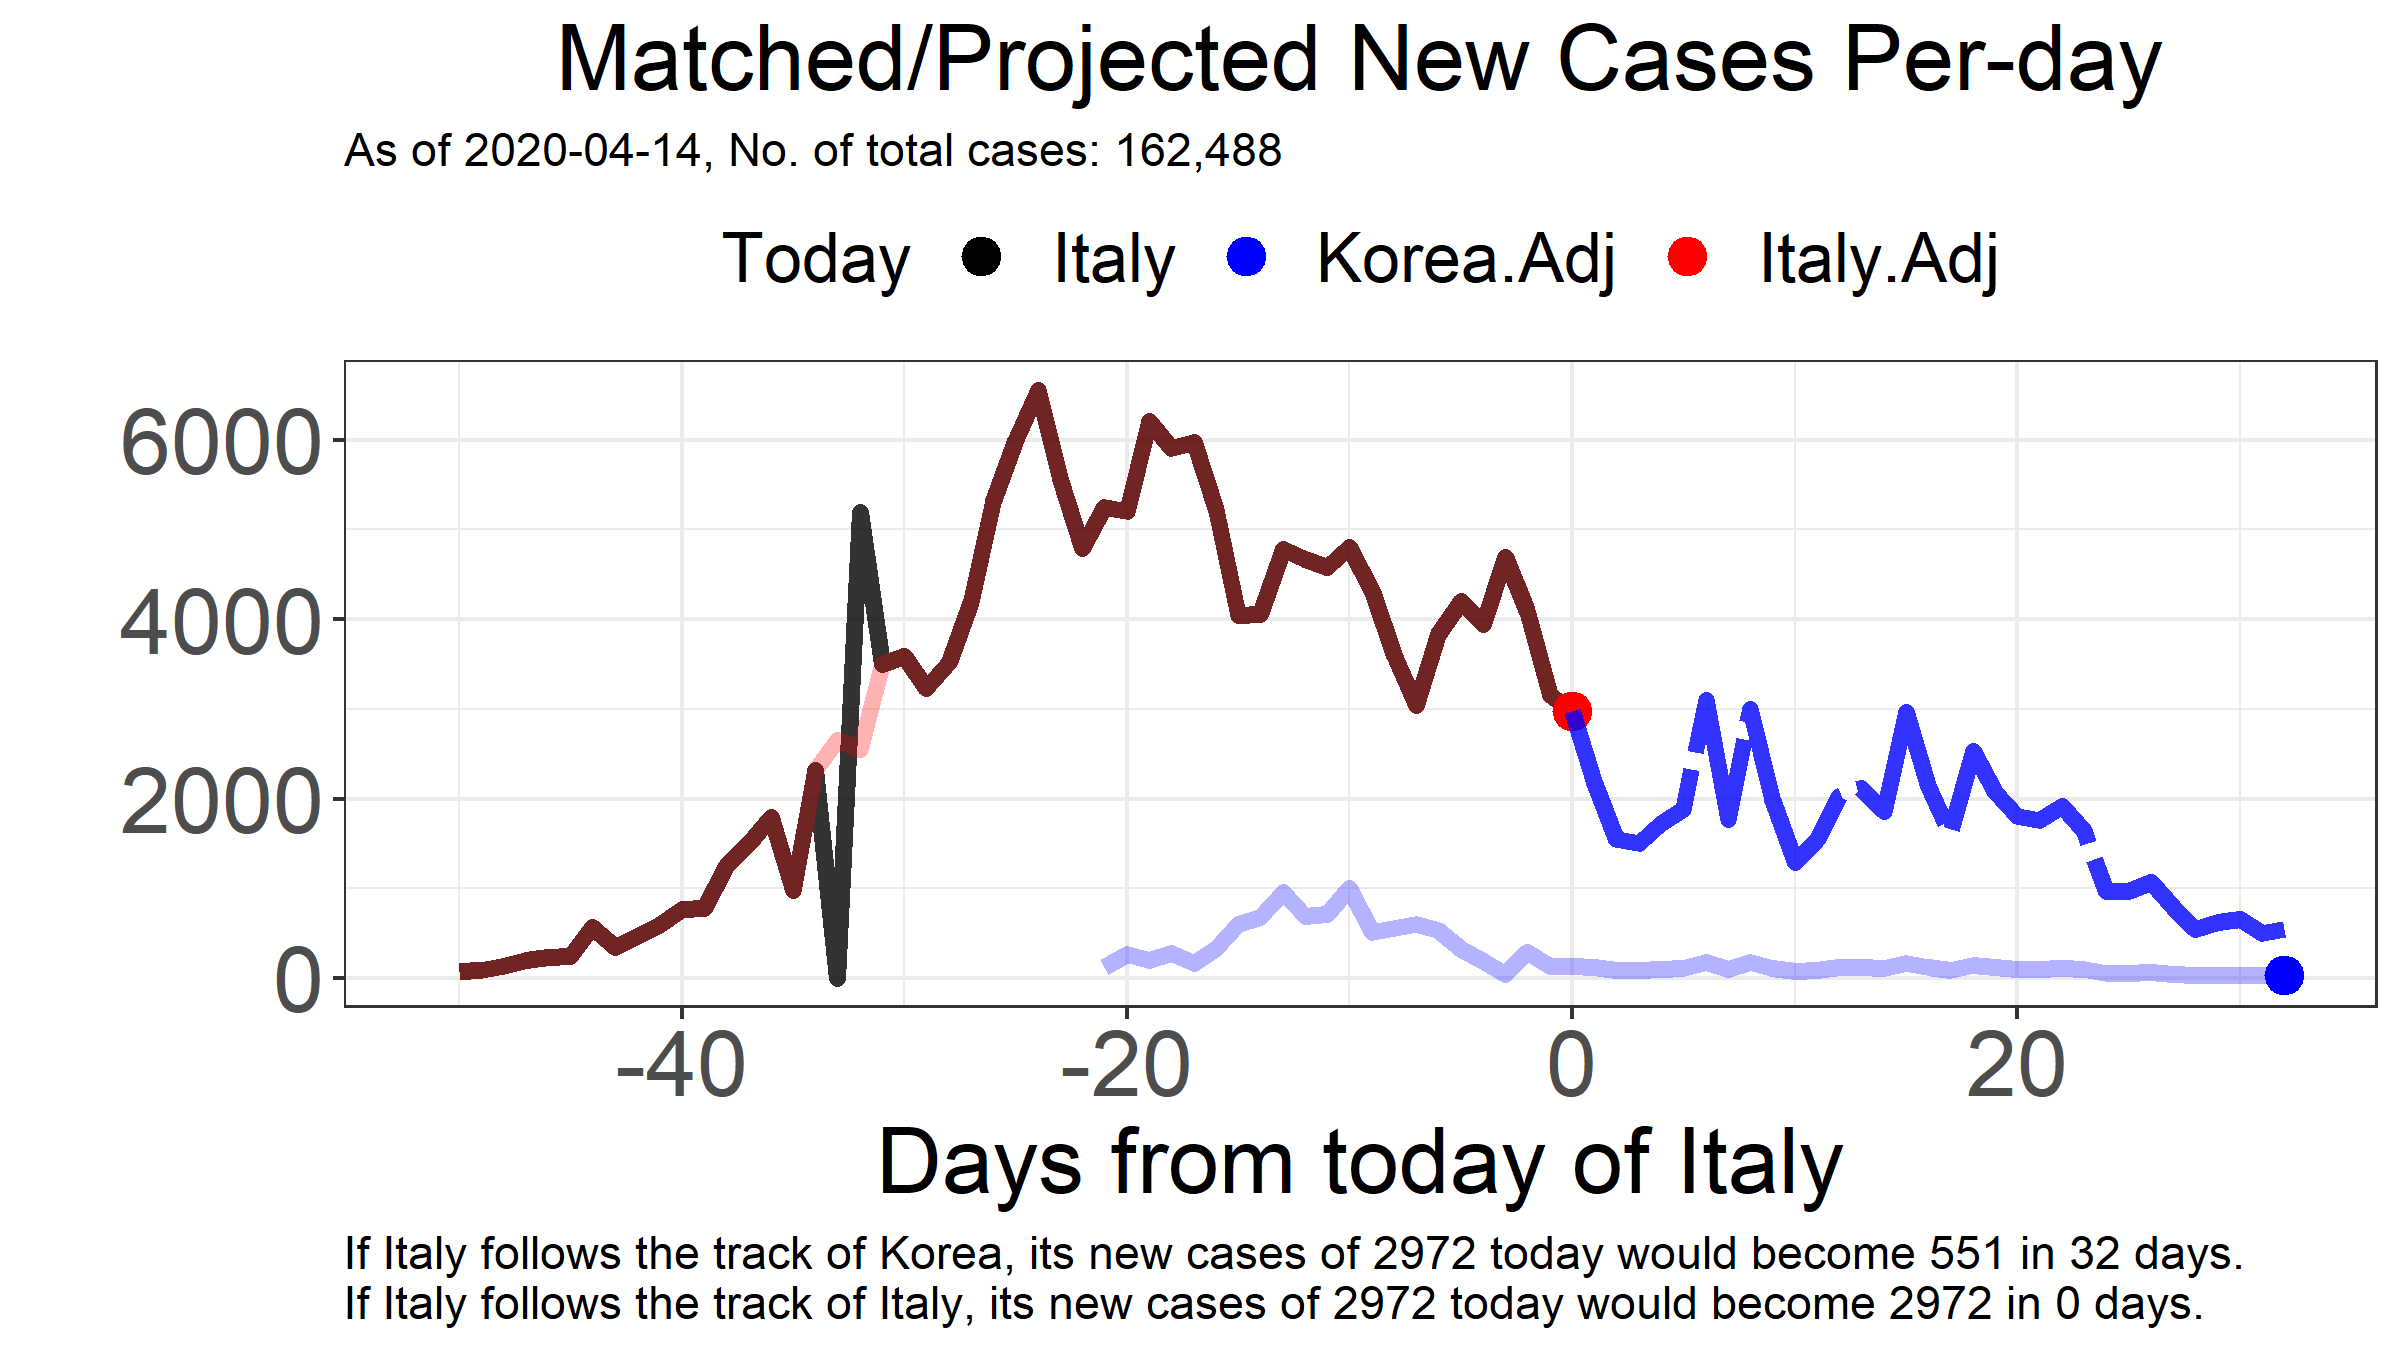 Matched/Projected New Cases Per-day
As of 2020-04-14, No. of total cases: 162,488
Today Italy Korea.Adj Italy.Adj
6000
4000
2000
0
-40 -20 0 20
Days from today of Italy
If Italy follows the track of Korea, its new cases of 2972 today would become 551 in 32 days.
If Italy follows the track of Italy, its new cases of 2972 today would become 2972 in 0 days.